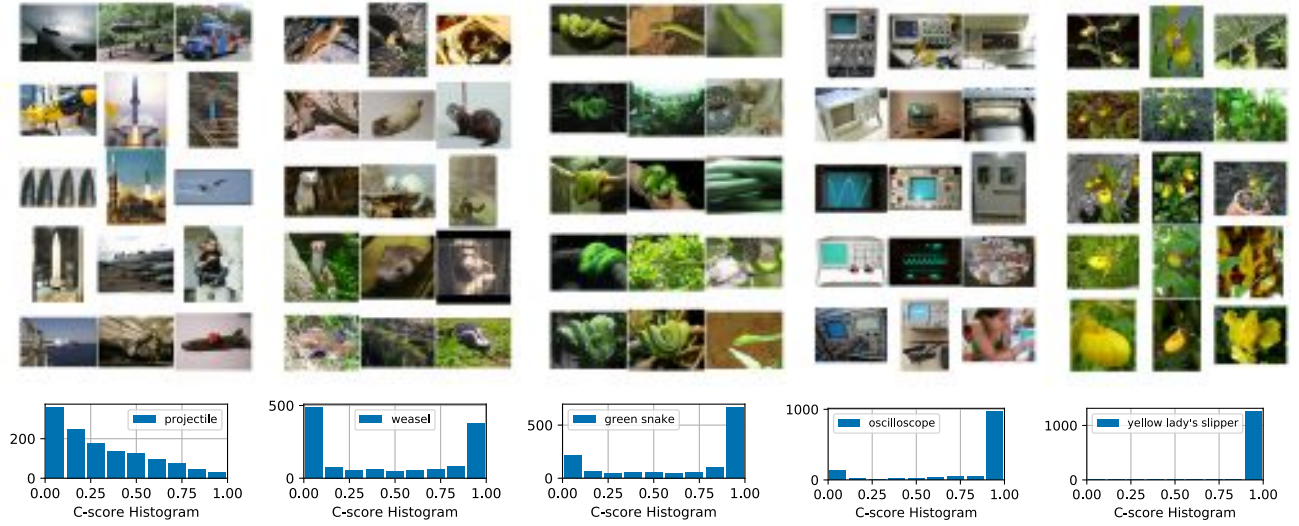 projectile
200
0
0.00 0.25 0.50 0.75 1.00
C-score Histogram
weasel
500
0
0.00 0.25 0.50 0.75 1.00
C-score Histogram
green snake
500
0
0.00 0.25 0.50 0.75 1.00
C-score Histogram
oscilloscope
1000
0
0.00 0.25 0.50 0.75 1.00
C-score Histogram
yellow lady's slipper
1000
0
0.00 0.25 0.50 0.75 1.00
C-score Histogram